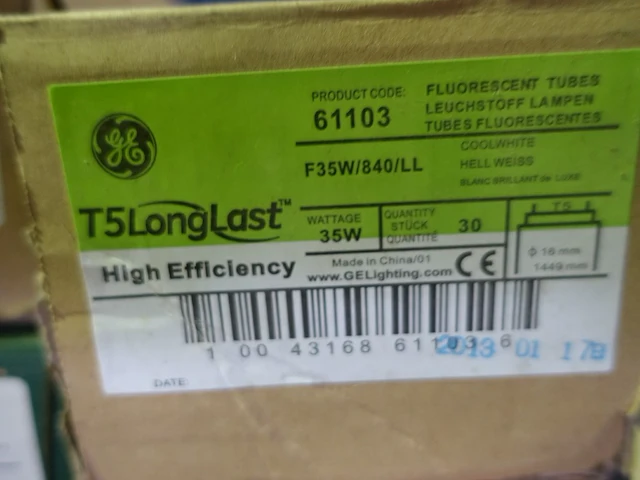 GE
PRODUCT CODE:
61103
FLUORESCENT TUBES
LEUCHSTOFF LAMPEN
TUBES FLUORESCENTES
F35W/840/LL
COOLWHITE
HELL WEISS
BLANC BRILLANT de LUXE
T5LongLast™
High Efficiency
WATTAGE
35W
QUANTITY
STÜCK
QUANTITÉ
30
T5
Φ 16 mm
1449 mm
Made in China/01
www.GELighting.com
CE
1 00 43168 61103 6
2013 01 17B
DATE: